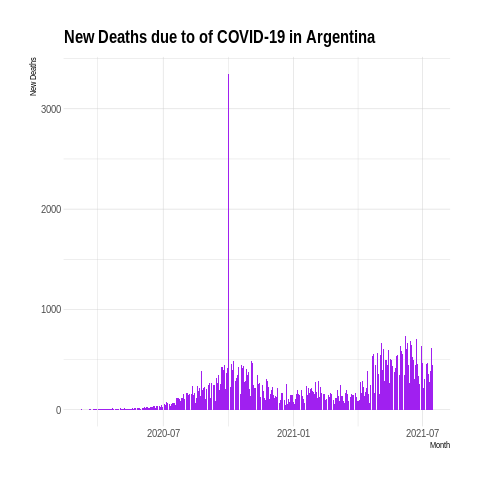 New Deaths due to of COVID-19 in Argentina
New Deaths
3000
2000
1000
0
2020-07 2021-01 2021-07
Month